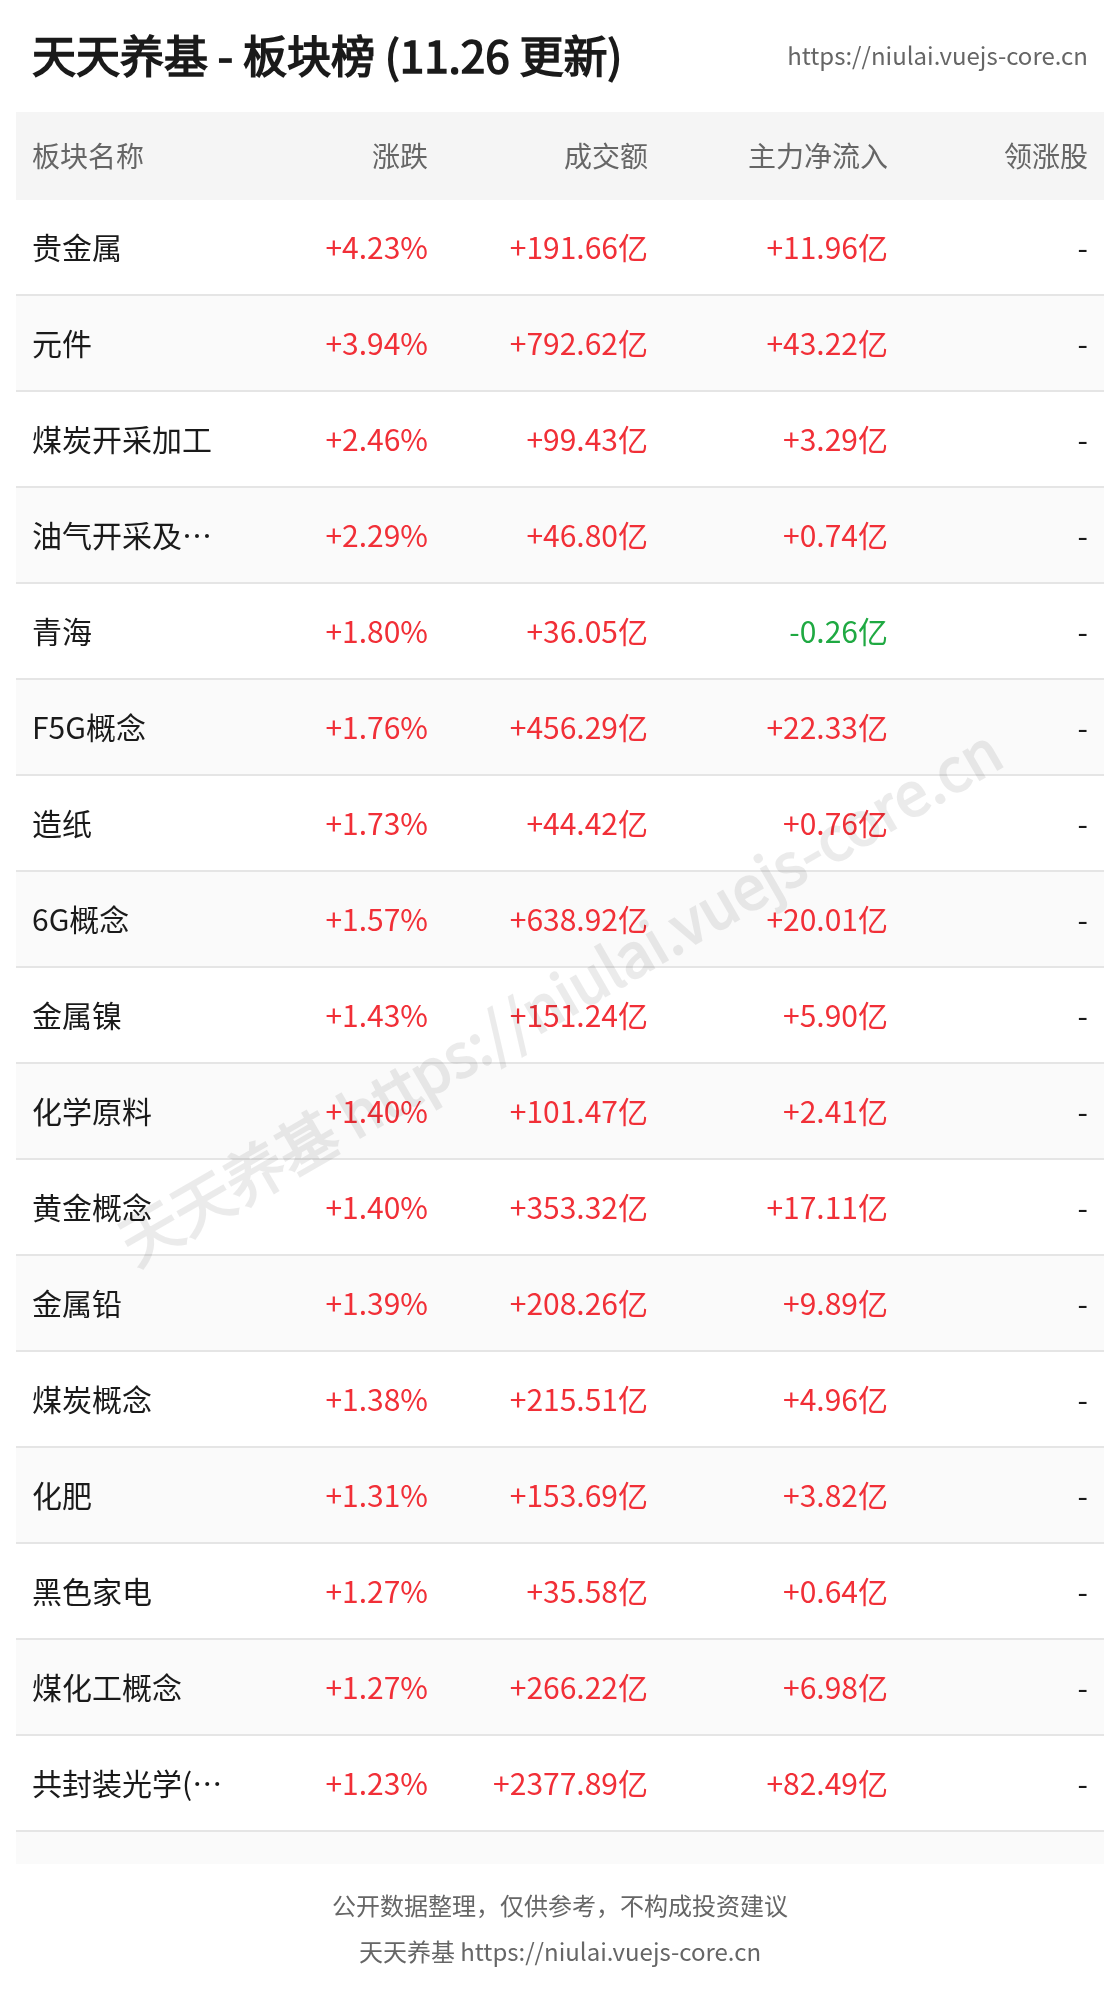 天天养基 - 板块榜 (11.26 更新) https://niulai.vuejs-core.cn
板块名称 涨跌 成交额 主力净流入 领涨股
贵金属 +4.23% +191.66亿 +11.96亿 -
元件 +3.94% +792.62亿 +43.22亿 -
煤炭开采加工 +2.46% +99.43亿 +3.29亿 -
油气开采及… +2.29% +46.80亿 +0.74亿 -
青海 +1.80% +36.05亿 -0.26亿 -
F5G概念 +1.76% +456.29亿 +22.33亿 -
造纸 +1.73% +44.42亿 +0.76亿 -
6G概念 +1.57% +638.92亿 +20.01亿 -
金属镍 +1.43% +151.24亿 +5.90亿 -
化学原料 +1.40% +101.47亿 +2.41亿 -
黄金概念 +1.40% +353.32亿 +17.11亿 -
金属铅 +1.39% +208.26亿 +9.89亿 -
煤炭概念 +1.38% +215.51亿 +4.96亿 -
化肥 +1.31% +153.69亿 +3.82亿 -
黑色家电 +1.27% +35.58亿 +0.64亿 -
煤化工概念 +1.27% +266.22亿 +6.98亿 -
共封装光学(… +1.23% +2377.89亿 +82.49亿 -
天天养基 https://niulai.vuejs-core.cn
公开数据整理，仅供参考，不构成投资建议
天天养基 https://niulai.vuejs-core.cn